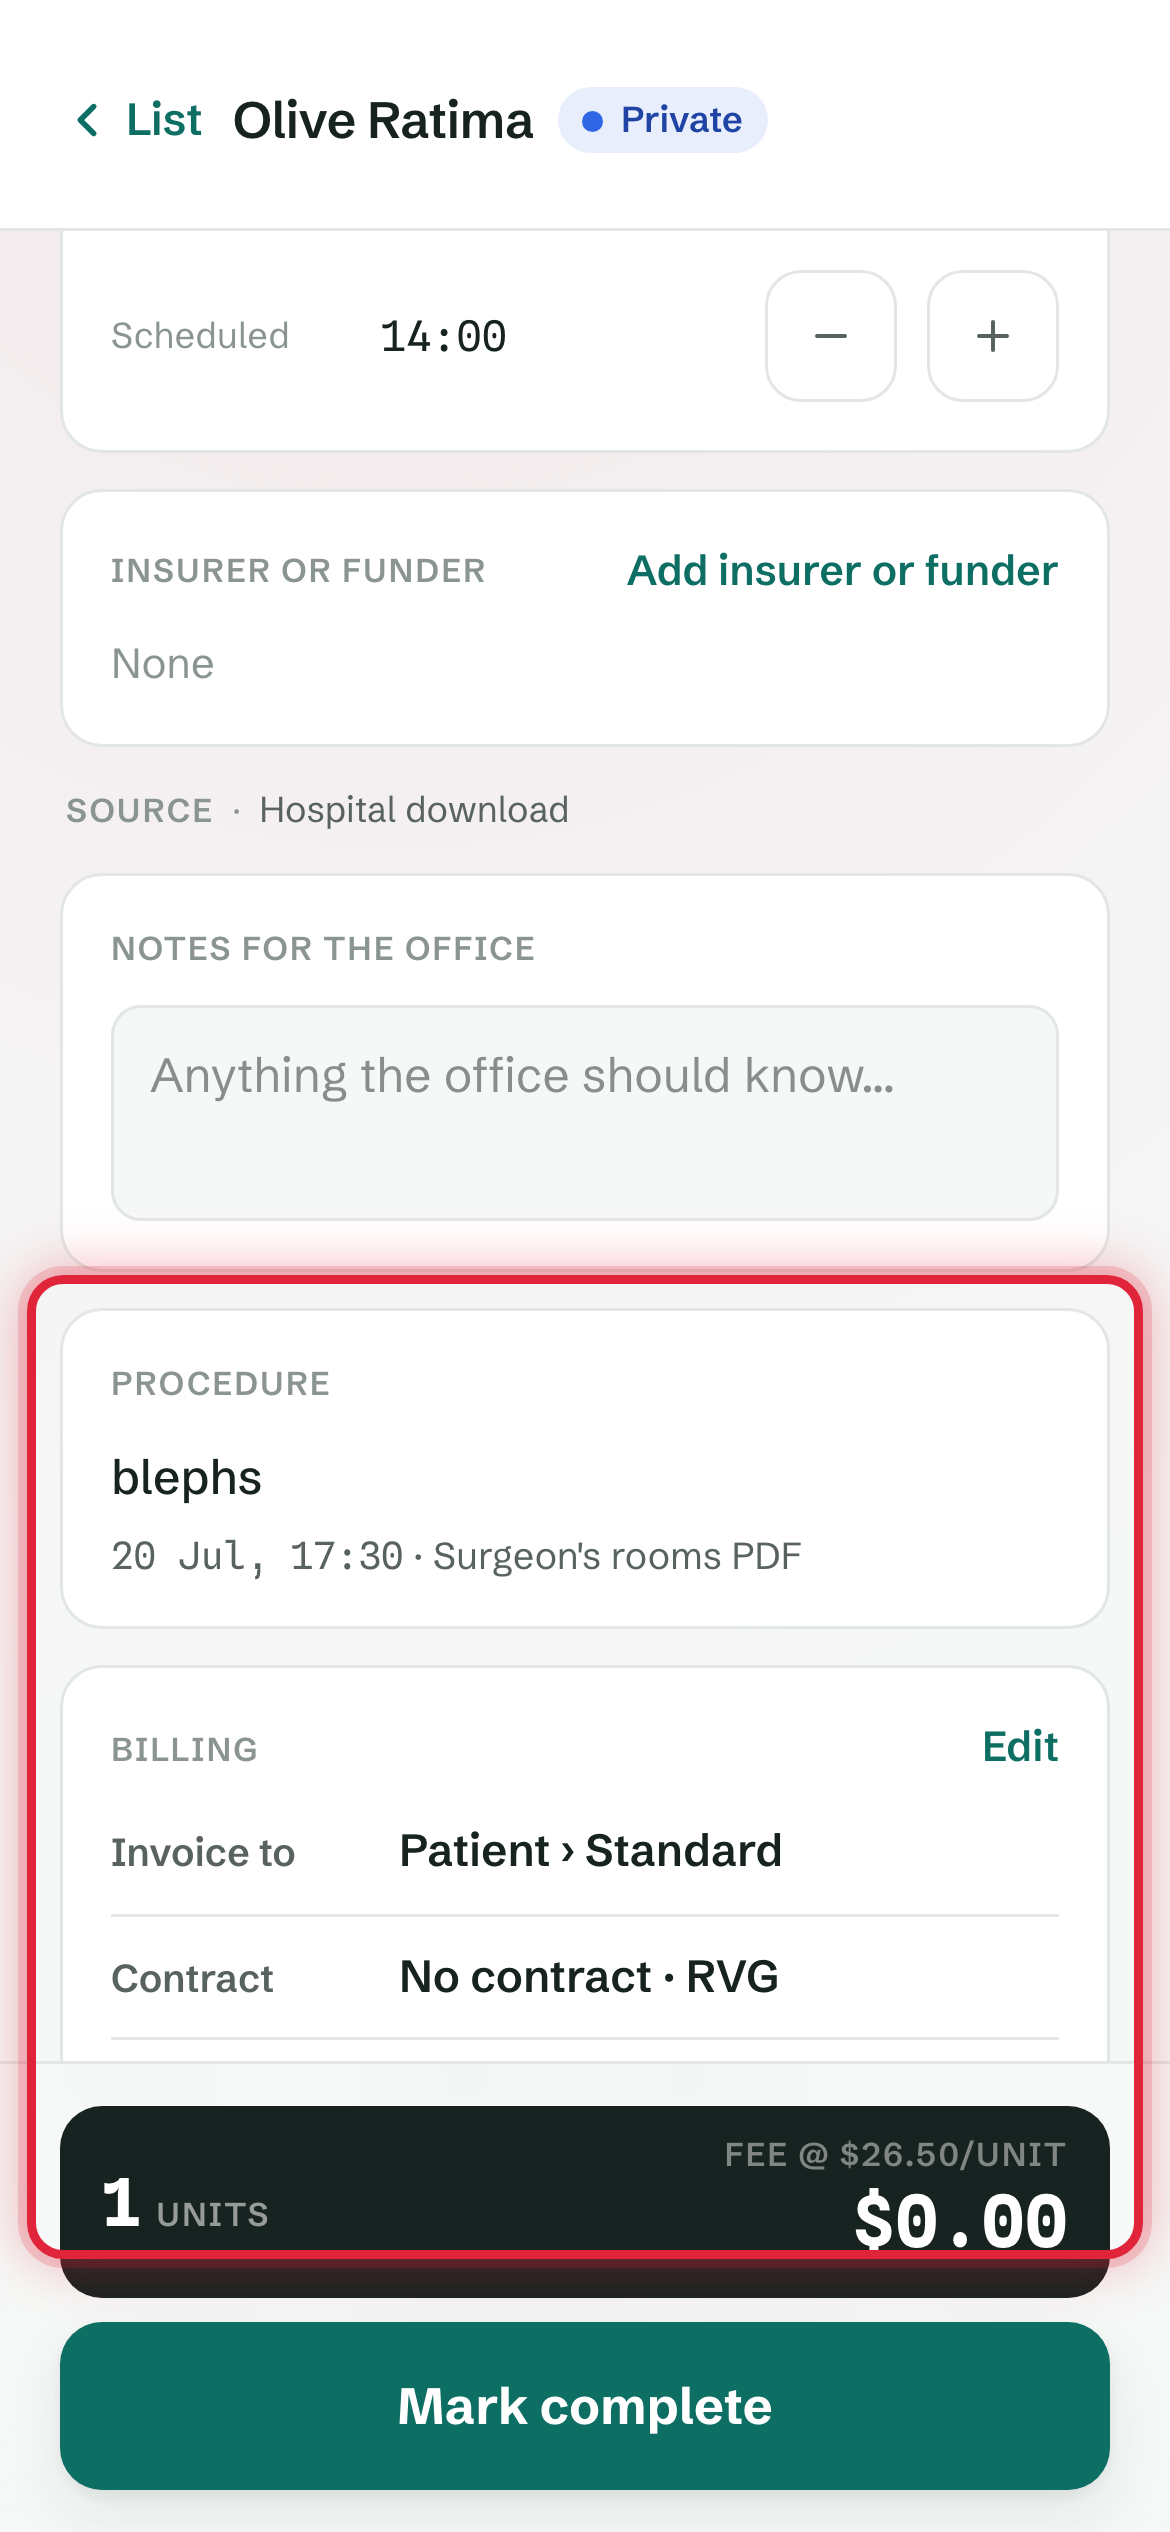 List Olive Ratima Private
Scheduled 14:00 − +
INSURER OR FUNDER Add insurer or funder
None
SOURCE · Hospital download
NOTES FOR THE OFFICE
Anything the office should know...
PROCEDURE
blephs
20 Jul, 17:30 · Surgeon's rooms PDF
BILLING Edit
Invoice to Patient › Standard
Contract No contract · RVG
FEE @ $26.50/UNIT
1 UNITS $0.00
Mark complete